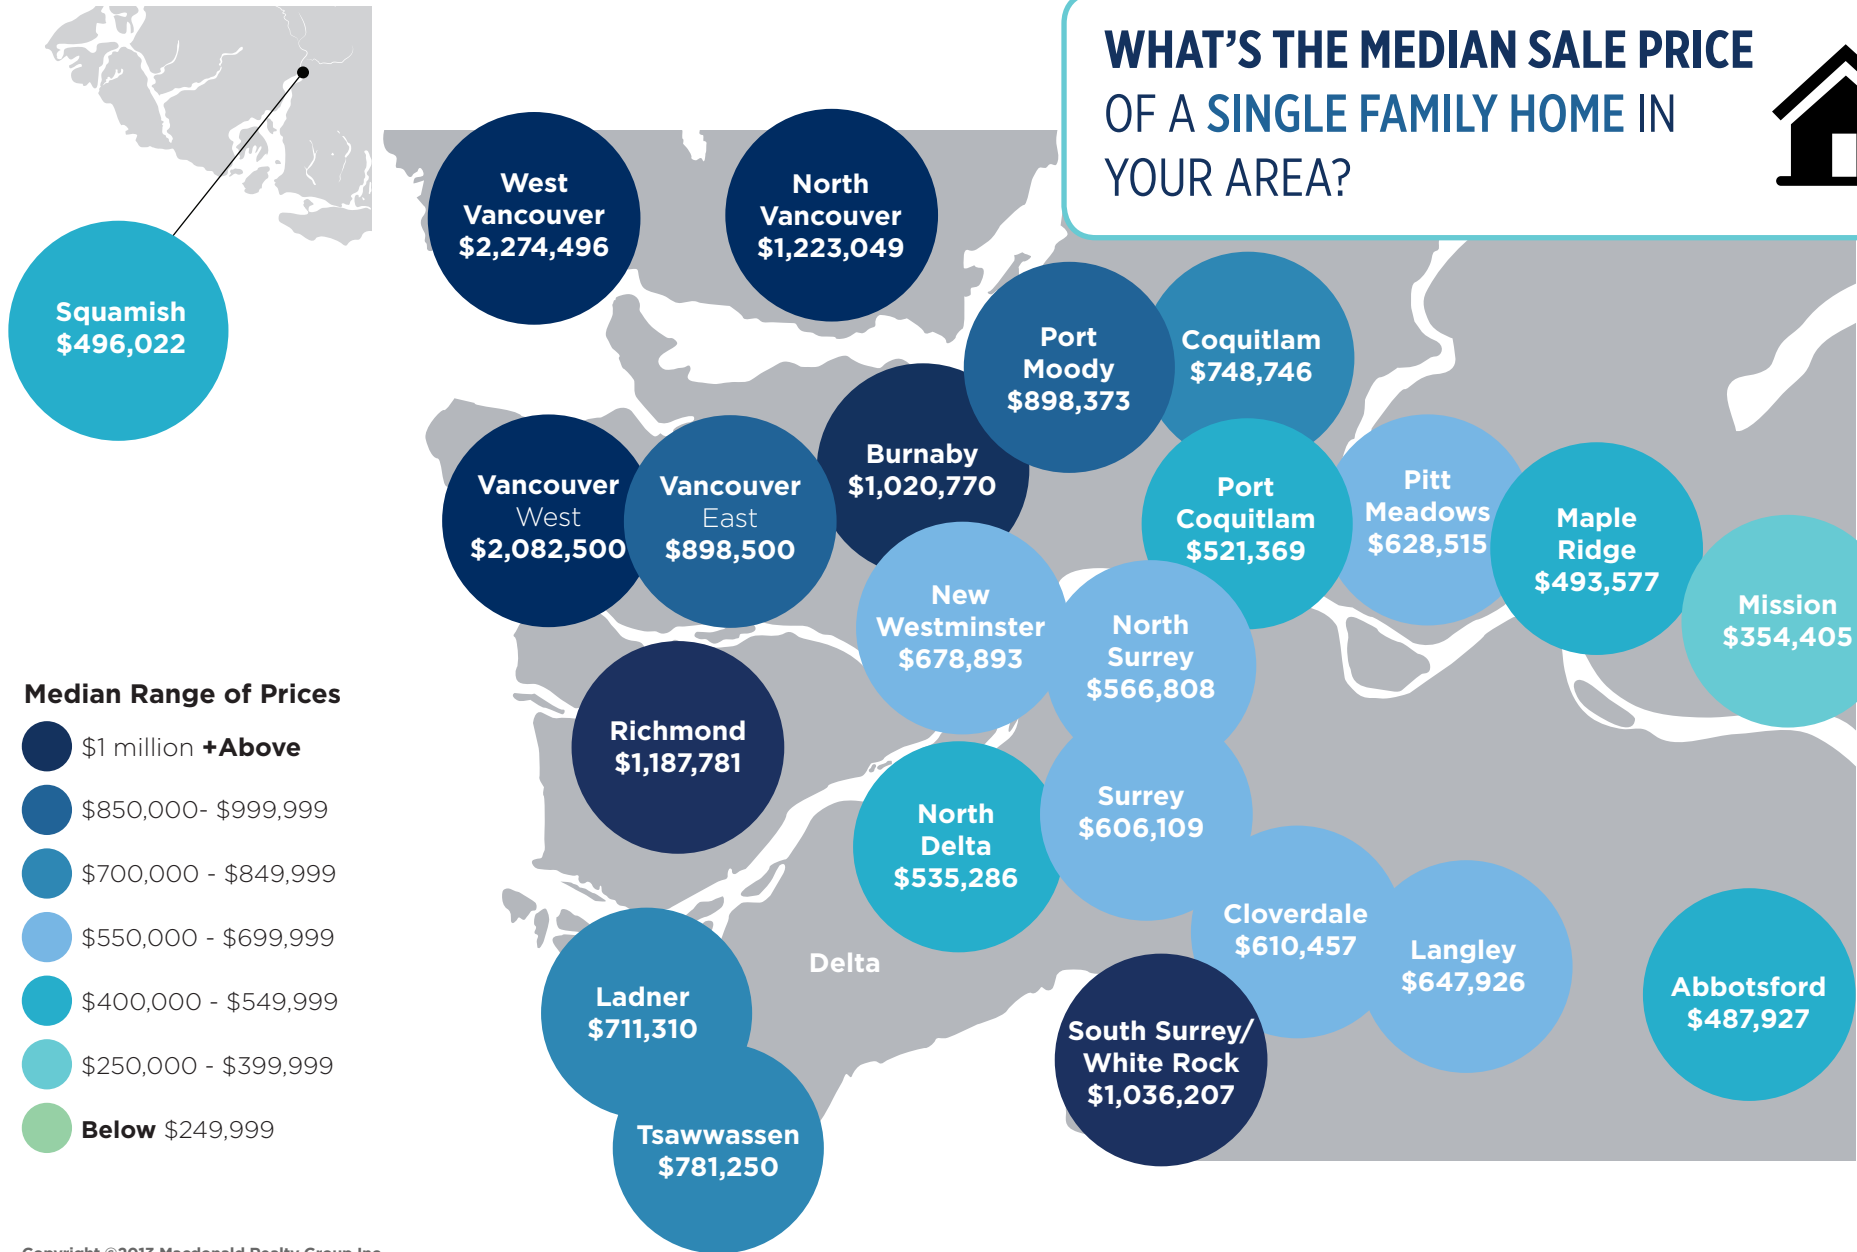 WHAT'S THE MEDIAN SALE PRICE
OF A SINGLE FAMILY HOME IN
YOUR AREA?
West
Vancouver
$2,274,496
North
Vancouver
$1,223,049
Squamish
$496,022
Port
Moody
$898,373
Coquitlam
$748,746
Burnaby
$1,020,770
Vancouver
West
$2,082,500
Vancouver
East
$898,500
Port
Coquitlam
$521,369
Pitt
Meadows
$628,515
Maple
Ridge
$493,577
Mission
$354,405
New
Westminster
$678,893
North
Surrey
$566,808
Richmond
$1,187,781
North
Delta
$535,286
Surrey
$606,109
Cloverdale
$610,457
Langley
$647,926
Abbotsford
$487,927
Delta
Ladner
$711,310
South Surrey/
White Rock
$1,036,207
Tsawwassen
$781,250
Median Range of Prices
$1 million +Above
$850,000- $999,999
$700,000 - $849,999
$550,000 - $699,999
$400,000 - $549,999
$250,000 - $399,999
Below $249,999
Copyright ©2013 Macdonald Realty Group Inc